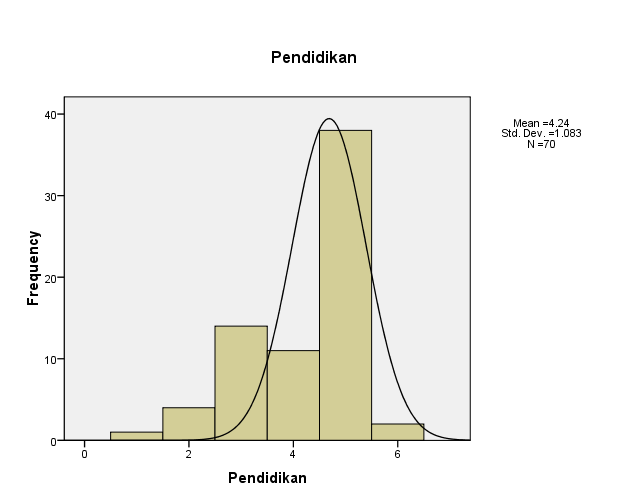 Pendidikan
Mean =4.24
Std. Dev. =1.083
N =70
40
30
20
10
0
Frequency
0 2 4 6
Pendidikan